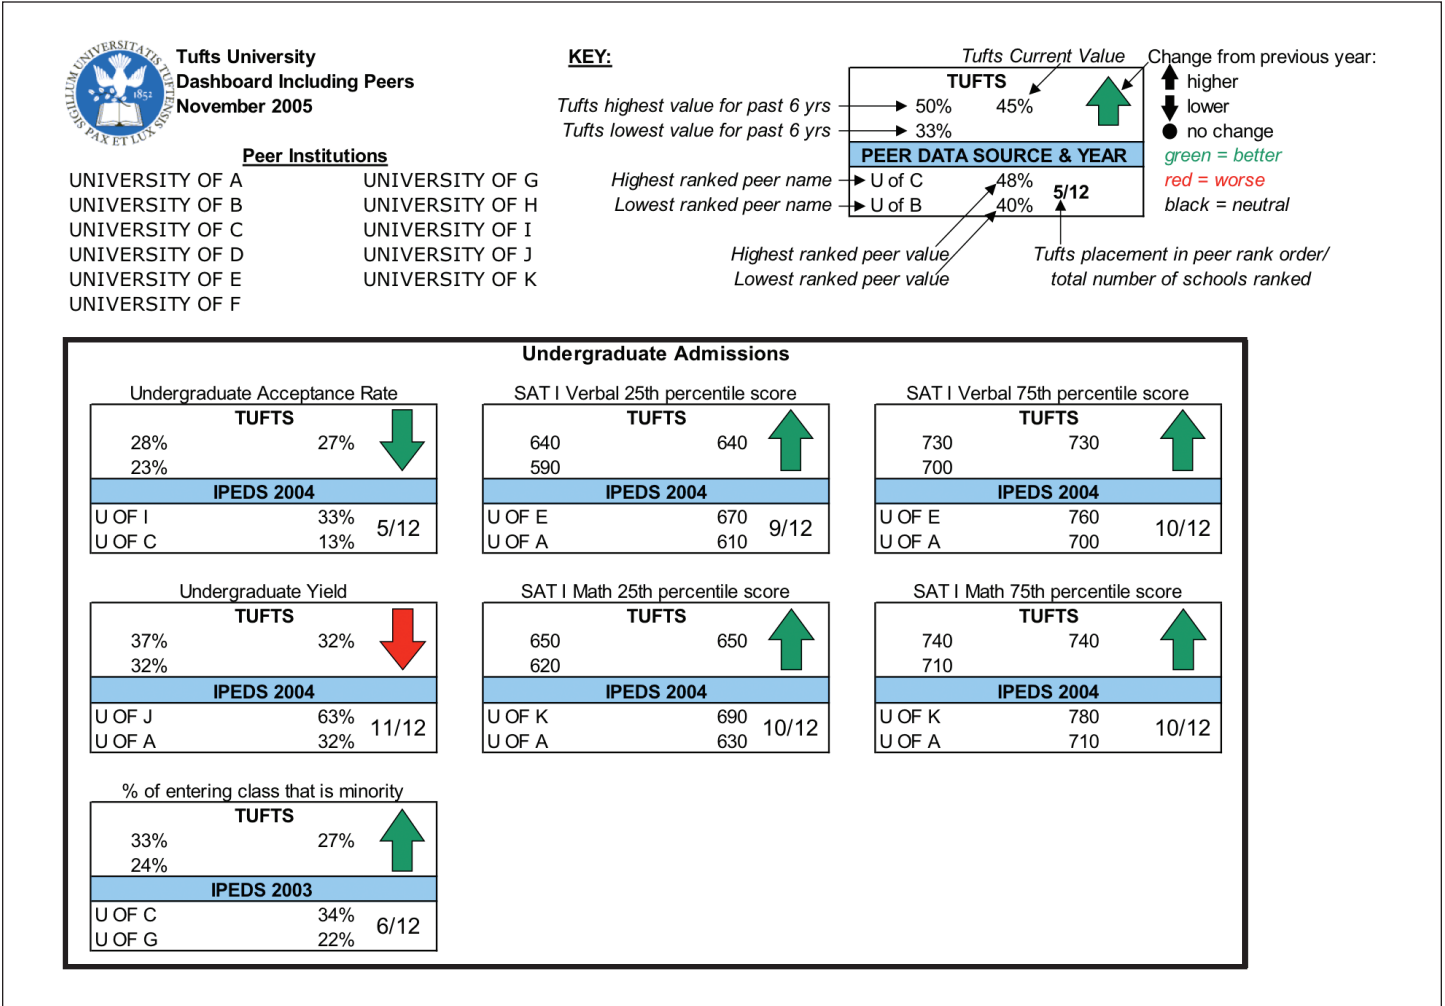 SIGILLUM UNIVERSITATIS TUFTENSIS
PAX ET LUX
1852
Tufts University
Dashboard Including Peers
November 2005
Peer Institutions
UNIVERSITY OF A
UNIVERSITY OF B
UNIVERSITY OF C
UNIVERSITY OF D
UNIVERSITY OF E
UNIVERSITY OF F
UNIVERSITY OF G
UNIVERSITY OF H
UNIVERSITY OF I
UNIVERSITY OF J
UNIVERSITY OF K
KEY:
Tufts Current Value
Change from previous year:
higher
lower
no change
green = better
red = worse
black = neutral
TUFTS
Tufts highest value for past 6 yrs 50% 45%
Tufts lowest value for past 6 yrs 33%
PEER DATA SOURCE & YEAR
Highest ranked peer name U of C 48%
5/12
Lowest ranked peer name U of B 40%
Highest ranked peer value
Lowest ranked peer value
Tufts placement in peer rank order/
total number of schools ranked
Undergraduate Admissions
Undergraduate Acceptance Rate
TUFTS
28% 27%
23%
IPEDS 2004
U OF I 33%
5/12
U OF C 13%
SAT I Verbal 25th percentile score
TUFTS
640 640
590
IPEDS 2004
U OF E 670
9/12
U OF A 610
SAT I Verbal 75th percentile score
TUFTS
730 730
700
IPEDS 2004
U OF E 760
10/12
U OF A 700
Undergraduate Yield
TUFTS
37% 32%
32%
IPEDS 2004
U OF J 63%
11/12
U OF A 32%
SAT I Math 25th percentile score
TUFTS
650 650
620
IPEDS 2004
U OF K 690
10/12
U OF A 630
SAT I Math 75th percentile score
TUFTS
740 740
710
IPEDS 2004
U OF K 780
10/12
U OF A 710
% of entering class that is minority
TUFTS
33% 27%
24%
IPEDS 2003
U OF C 34%
6/12
U OF G 22%